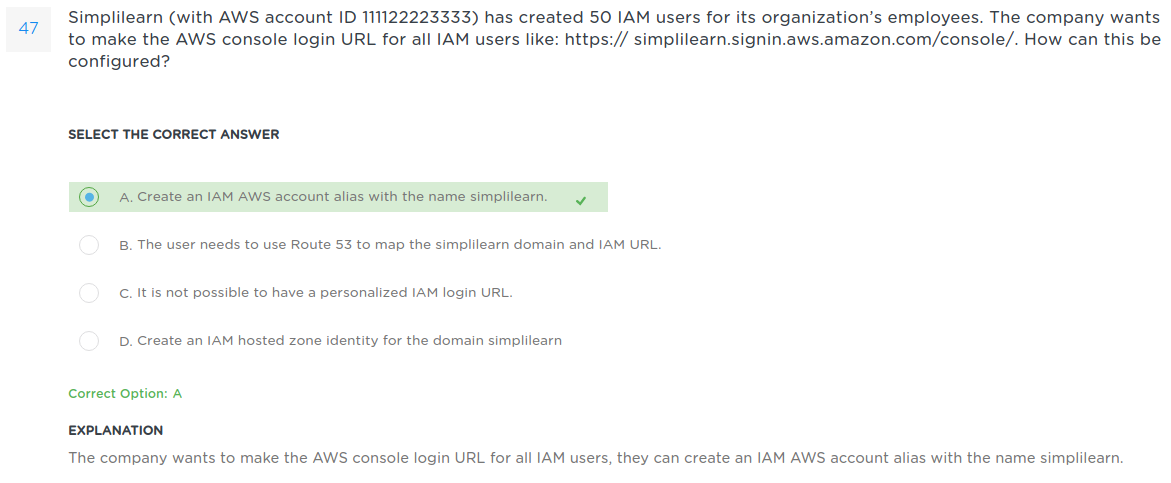 47
Simplilearn (with AWS account ID 111122223333) has created 50 IAM users for its organization’s employees. The company wants
to make the AWS console login URL for all IAM users like: https:// simplilearn.signin.aws.amazon.com/console/. How can this be
configured?
SELECT THE CORRECT ANSWER
A. Create an IAM AWS account alias with the name simplilearn.
B. The user needs to use Route 53 to map the simplilearn domain and IAM URL.
C. It is not possible to have a personalized IAM login URL.
D. Create an IAM hosted zone identity for the domain simplilearn
Correct Option: A
EXPLANATION
The company wants to make the AWS console login URL for all IAM users, they can create an IAM AWS account alias with the name simplilearn.